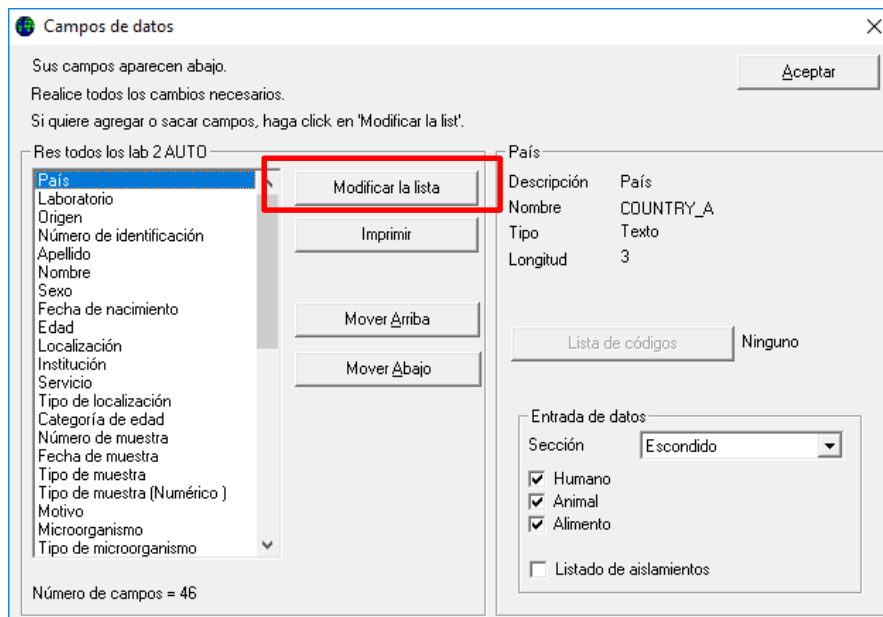 Campos de datos
Sus campos aparecen abajo.
Realice todos los cambios necesarios.
Si quiere agregar o sacar campos, haga click en 'Modificar la list'.
Aceptar
Res todos los lab 2 AUTO
País
Laboratorio
Origen
Número de identificación
Apellido
Nombre
Sexo
Fecha de nacimiento
Edad
Localización
Institución
Servicio
Tipo de localización
Categoría de edad
Número de muestra
Fecha de muestra
Tipo de muestra
Tipo de muestra (Numérico )
Motivo
Microorganismo
Tipo de microorganismo
Número de campos = 46
Modificar la lista
Imprimir
Mover Arriba
Mover Abajo
País
Descripción País
Nombre COUNTRY_A
Tipo Texto
Longitud 3
Lista de códigos Ninguno
Entrada de datos
Sección Escondido
Humano
Animal
Alimento
Listado de aislamientos